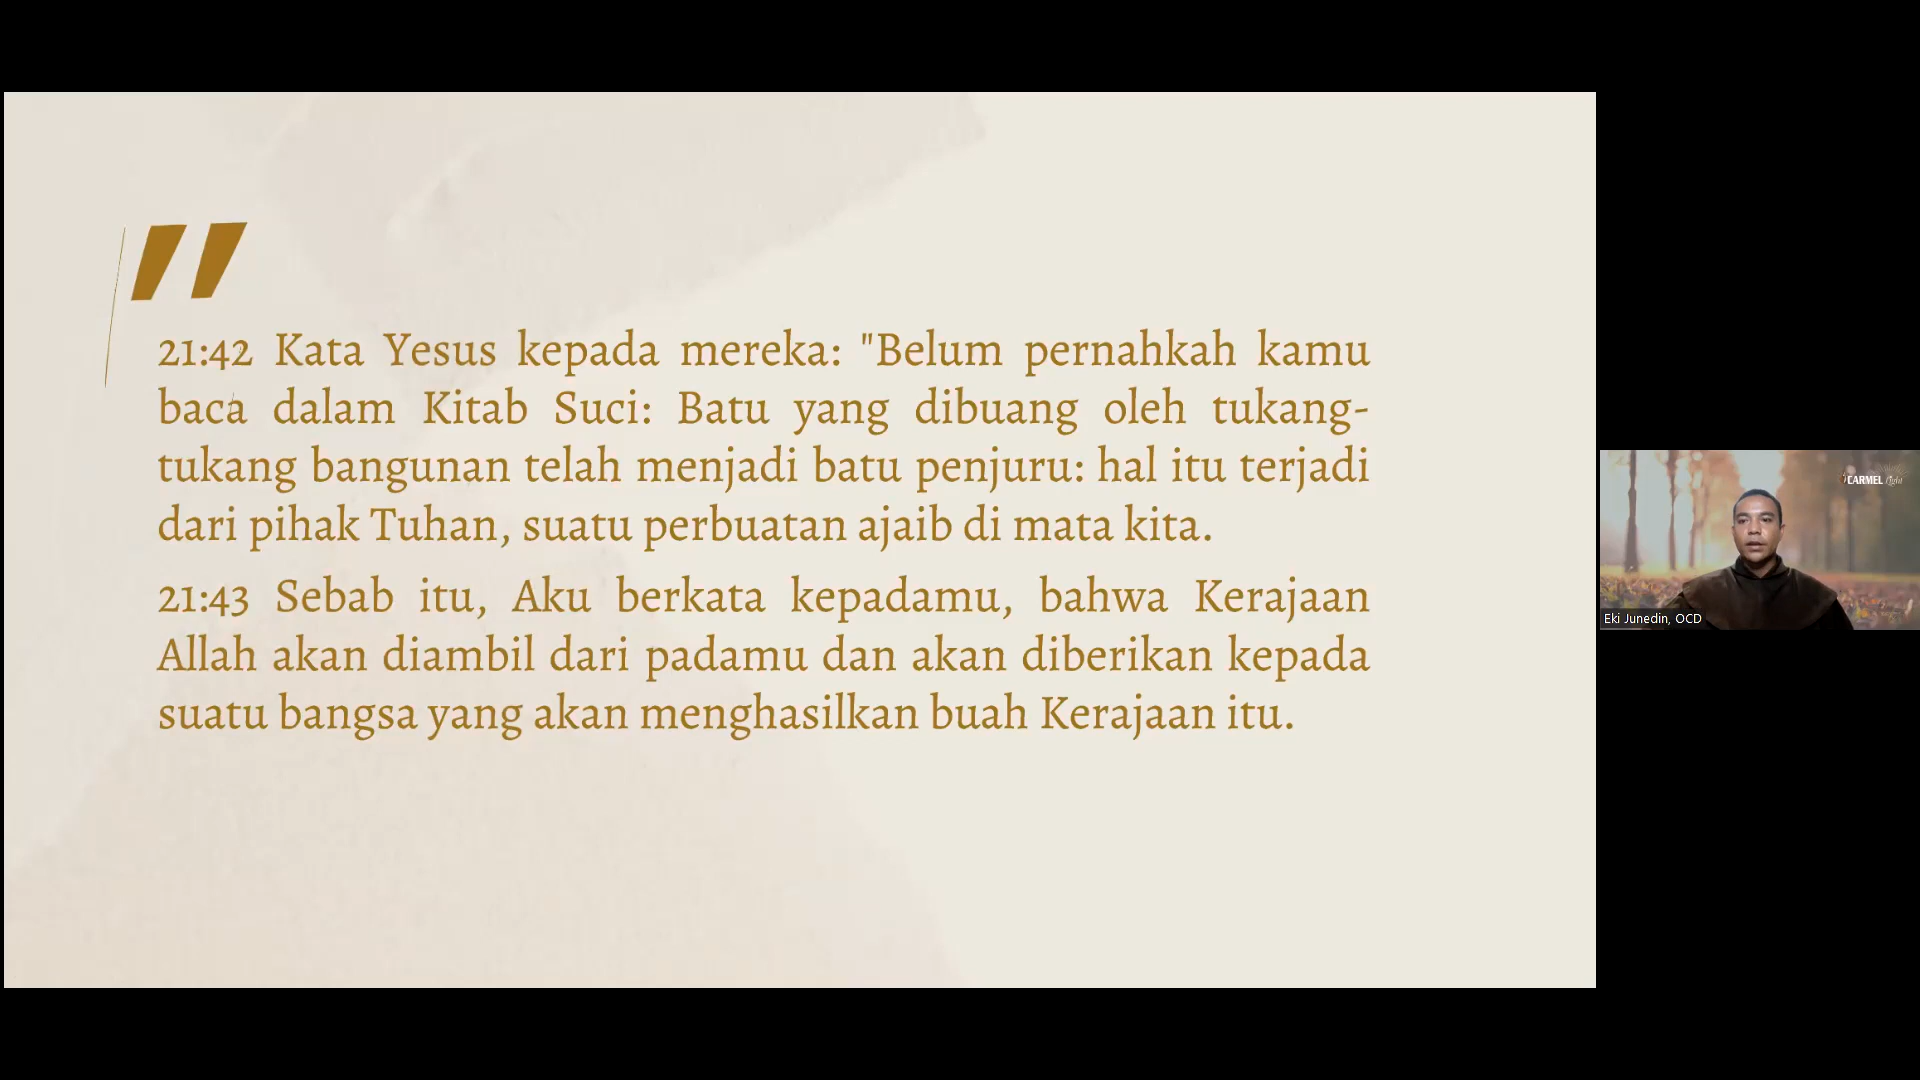 "
21:42 Kata Yesus kepada mereka: "Belum pernahkah kamu
baca dalam Kitab Suci: Batu yang dibuang oleh tukang-
tukang bangunan telah menjadi batu penjuru: hal itu terjadi
dari pihak Tuhan, suatu perbuatan ajaib di mata kita.
21:43 Sebab itu, Aku berkata kepadamu, bahwa Kerajaan
Allah akan diambil dari padamu dan akan diberikan kepada
suatu bangsa yang akan menghasilkan buah Kerajaan itu.
CARMEL Light
Eki Junedin, OCD